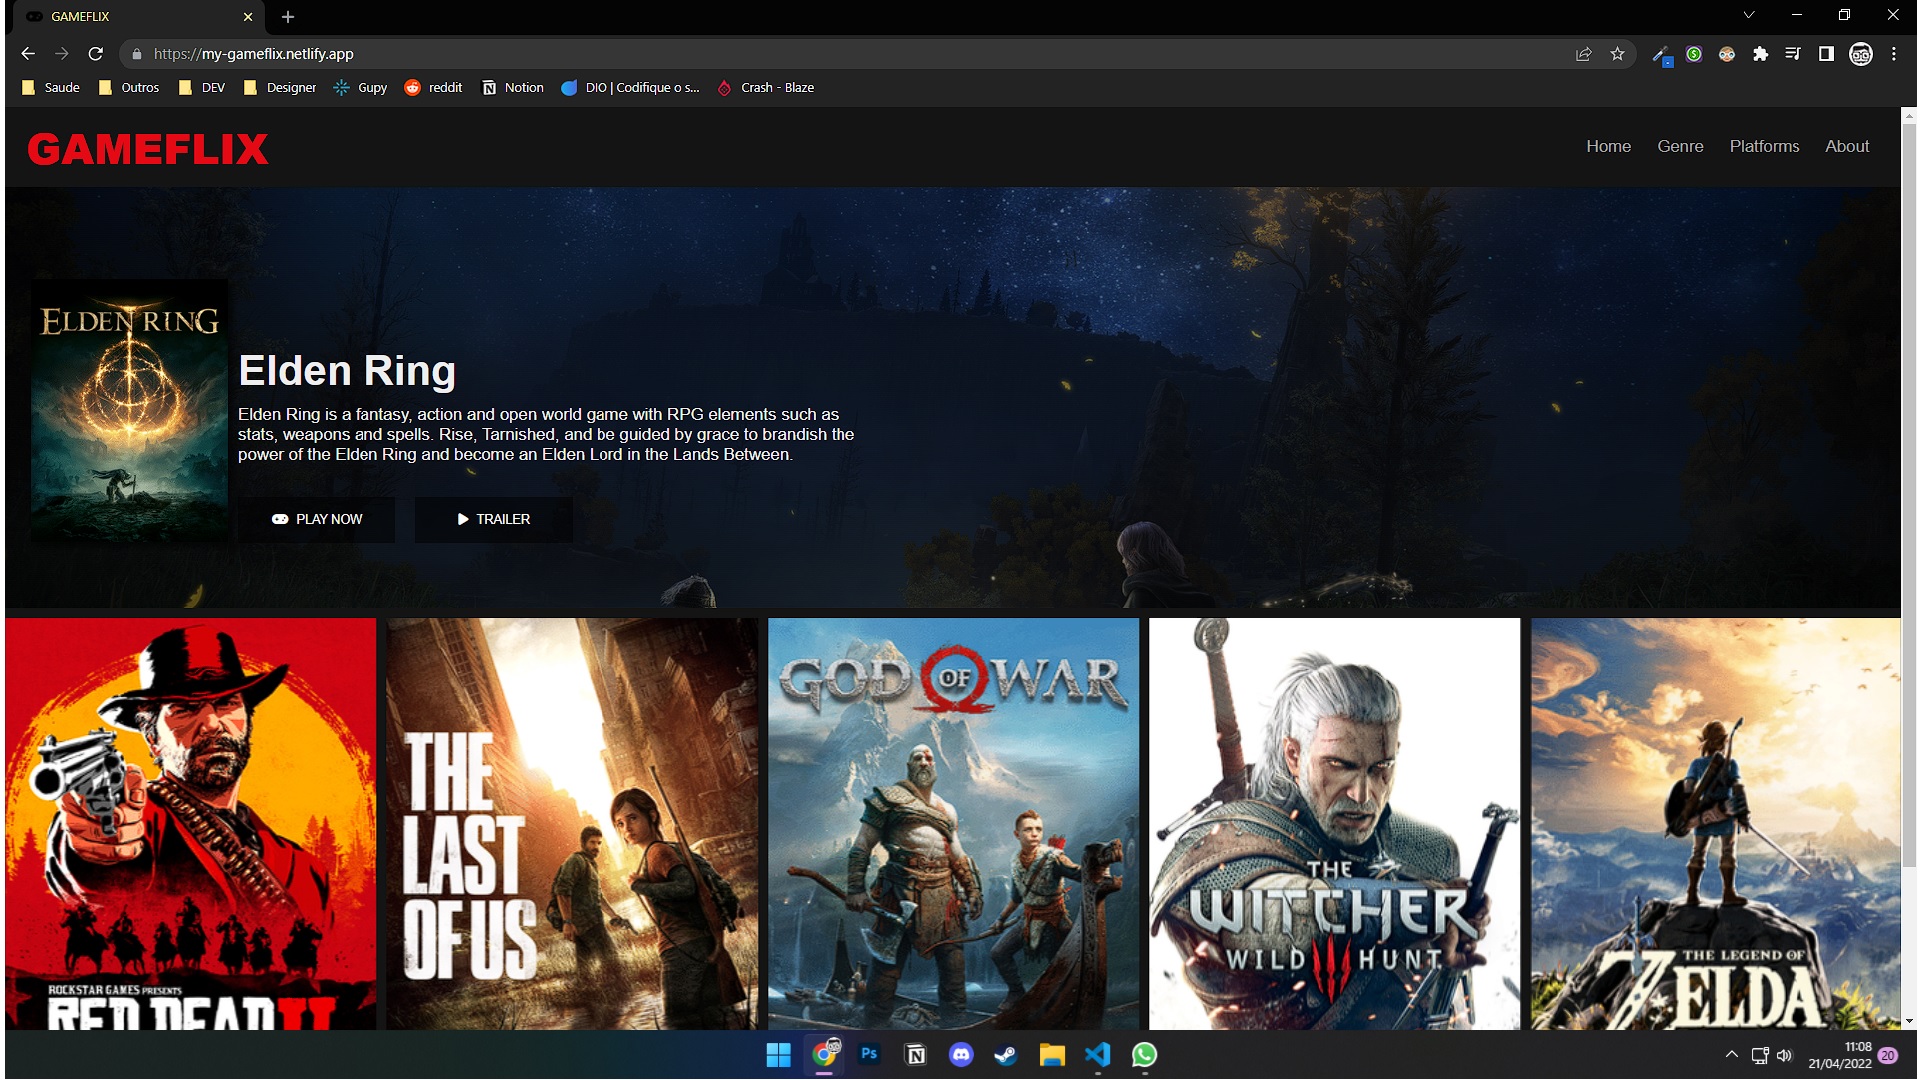 GAMEFLIX
https://my-gameflix.netlify.app
Saude Outros DEV Designer Gupy reddit Notion DIO | Codifique o s... Crash - Blaze
GAMEFLIX
Home Genre Platforms About
ELDEN RING
Elden Ring
Elden Ring is a fantasy, action and open world game with RPG elements such as
stats, weapons and spells. Rise, Tarnished, and be guided by grace to brandish the
power of the Elden Ring and become an Elden Lord in the Lands Between.
PLAY NOW TRAILER
ROCKSTAR GAMES PRESENTS
RED DEAD II
THE
LAST
OF US
GOD OF WAR
THE
WITCHER
WILD HUNT
THE LEGEND OF
ZELDA
Ps
11:08
21/04/2022
20